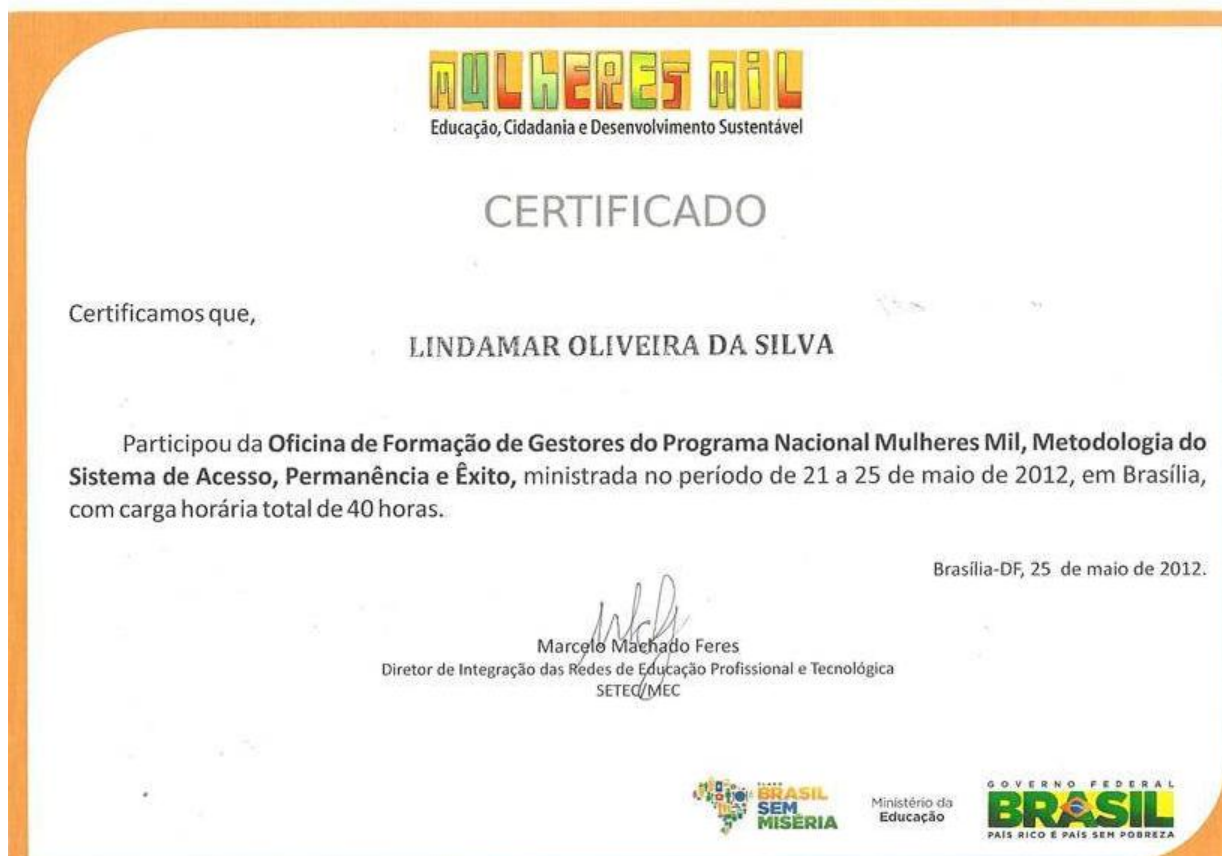 MULHERES MIL
Educação, Cidadania e Desenvolvimento Sustentável
CERTIFICADO
Certificamos que,
LINDAMAR OLIVEIRA DA SILVA
Participou da Oficina de Formação de Gestores do Programa Nacional Mulheres Mil, Metodologia do
Sistema de Acesso, Permanência e Êxito, ministrada no período de 21 a 25 de maio de 2012, em Brasília,
com carga horária total de 40 horas.
Brasília-DF, 25 de maio de 2012.
Marcelo Machado Feres
Diretor de Integração das Redes de Educação Profissional e Tecnológica
SETEC/MEC
PLANO
BRASIL
SEM
MISÉRIA
Ministério da
Educação
GOVERNO FEDERAL
BRASIL
PAÍS RICO É PAÍS SEM POBREZA